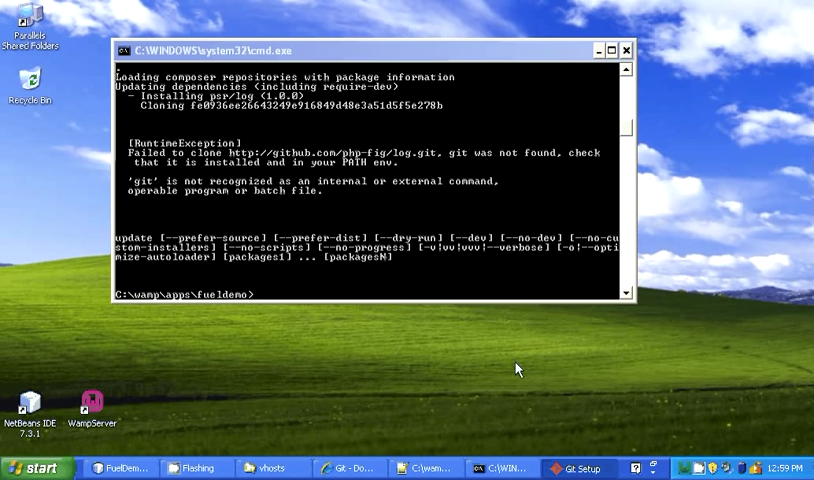 Parallels
Shared Folders
Recycle Bin
C:\WINDOWS\system32\cmd.exe
.
Loading composer repositories with package information
Updating dependencies (including require-dev)
- Installing psr/log (1.0.0)
Cloning fe0936ee26643249e916849d48e3a51d5f5e278b
[RuntimeException]
Failed to clone http://github.com/php-fig/log.git, git was not found, check
that it is installed and in your PATH env.
'git' is not recognized as an internal or external command,
operable program or batch file.
update [--prefer-source] [--prefer-dist] [--dry-run] [--dev] [--no-dev] [--no-cu
stom-installers] [--no-scripts] [--no-progress] [-v|vv|vvv|--verbose] [-o|--opti
mize-autoloader] [packages1] ... [packagesN]
C:\wamp\apps\fueldemo>
NetBeans IDE
7.3.1
WampServer
start
FuelDem...
Flashing
vhosts
Git - Do...
C:\wam...
C:\WIN...
Git Setup
12:59 PM